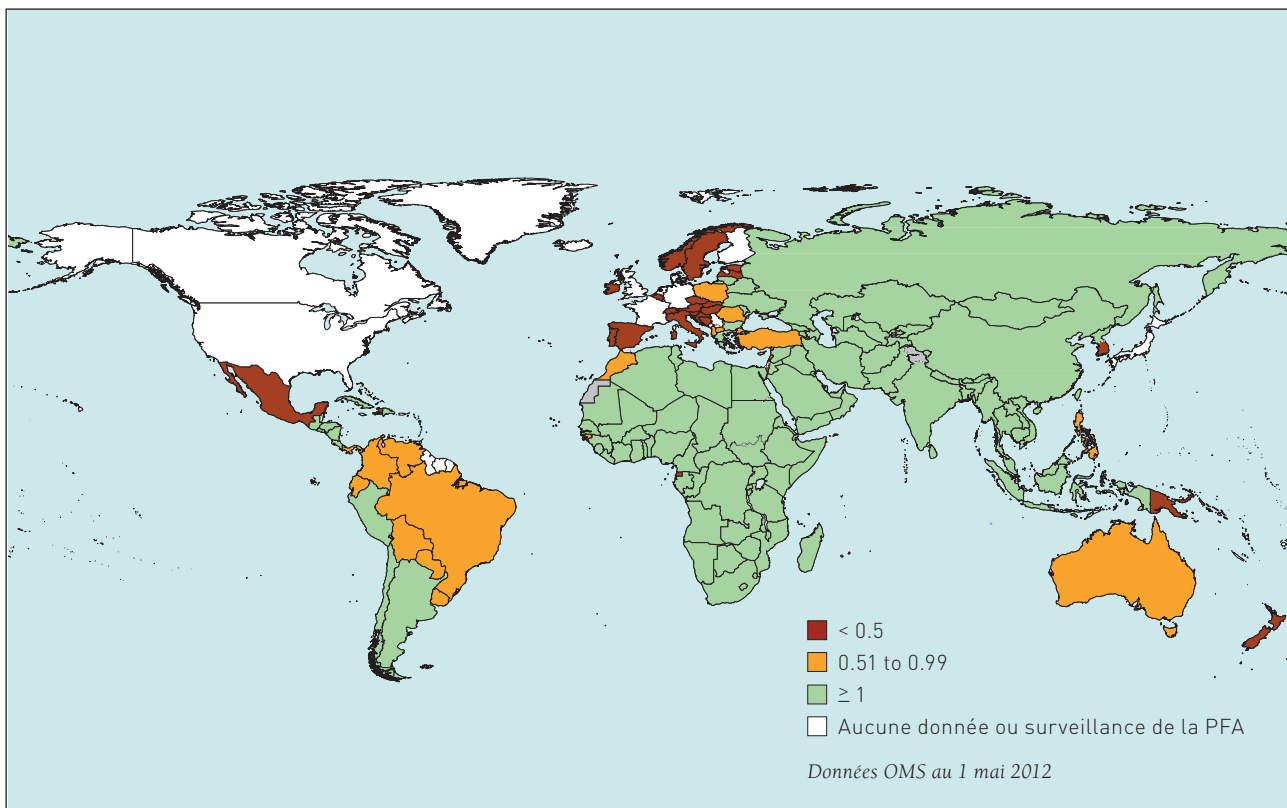 < 0.5
0.51 to 0.99
≥ 1
Aucune donnée ou surveillance de la PFA
Données OMS au 1 mai 2012